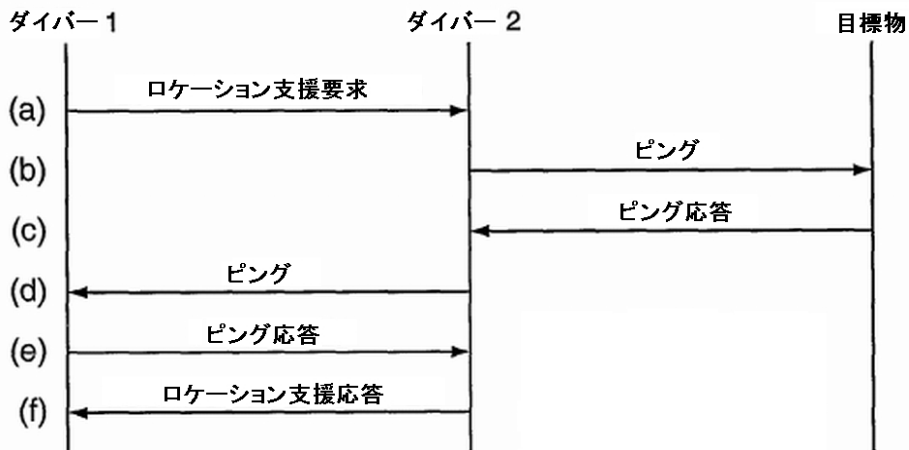 ダイバー 1
ダイバー 2
目標物
(a)
ロケーション支援要求
(b)
ピング
(c)
ピング応答
(d)
ピング
(e)
ピング応答
(f)
ロケーション支援応答